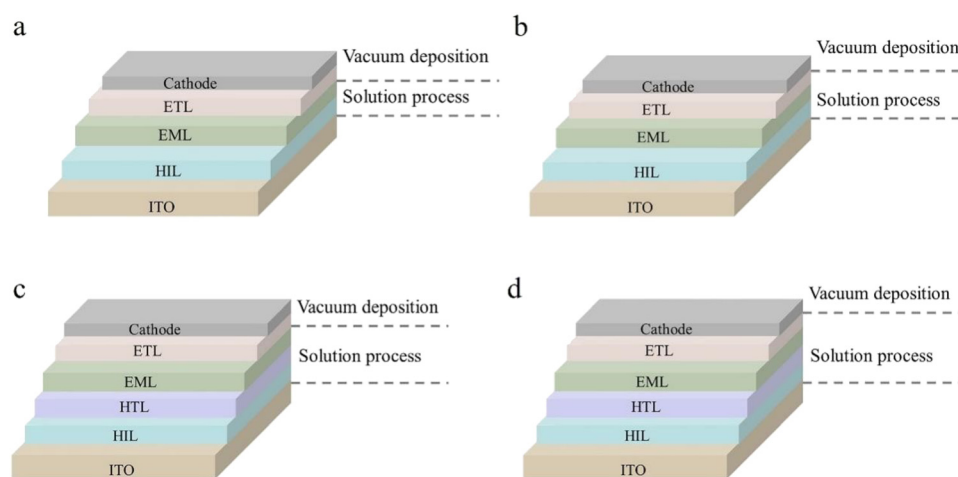 a
Vacuum deposition
Cathode
Solution process
ETL
EML
HIL
ITO
b
Vacuum deposition
Cathode
Solution process
ETL
EML
HIL
ITO
c
Vacuum deposition
Cathode
ETL
Solution process
EML
HTL
HIL
ITO
d
Vacuum deposition
Cathode
ETL
Solution process
EML
HTL
HIL
ITO